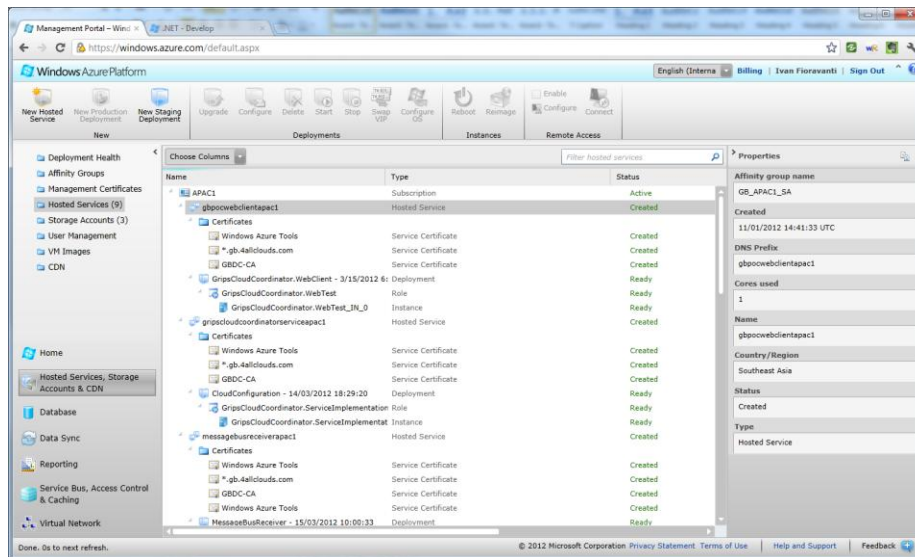 Management Portal – Wind
.NET - Develop
https://windows.azure.com/default.aspx
Windows Azure Platform
English (Interna
Billing | Ivan Fioravanti | Sign Out
New Hosted Service
New Production Deployment
New Staging Deployment
Upgrade
Configure
Delete
Start
Stop
Swap VIP
Configure OS
Reboot
Reimage
Enable
Configure
Connect
New
Deployments
Instances
Remote Access
Deployment Health
Affinity Groups
Management Certificates
Hosted Services (9)
Storage Accounts (3)
User Management
VM Images
CDN
Home
Hosted Services, Storage
Accounts & CDN
Database
Data Sync
Reporting
Service Bus, Access Control
& Caching
Virtual Network
Choose Columns
Filter hosted services
Name Type Status
APAC1 Subscription Active
gbpocwebclientapac1 Hosted Service Created
Certificates
Windows Azure Tools Service Certificate Created
*.gb.4allclouds.com Service Certificate Created
GBDC-CA Service Certificate Created
GripsCloudCoordinator.WebClient - 3/15/2012 6: Deployment Ready
GripsCloudCoordinator.WebTest Role Ready
GripsCloudCoordinator.WebTest_IN_0 Instance Ready
gripscloudcoordinatorserviceapac1 Hosted Service Created
Certificates
Windows Azure Tools Service Certificate Created
*.gb.4allclouds.com Service Certificate Created
GBDC-CA Service Certificate Created
CloudConfiguration - 14/03/2012 18:29:20 Deployment Ready
GripsCloudCoordinator.ServiceImplementation Role Ready
GripsCloudCoordinator.ServiceImplementat Instance Ready
messagebusreceiverapac1 Hosted Service Created
Certificates
Windows Azure Tools Service Certificate Created
*.gb.4allclouds.com Service Certificate Created
GBDC-CA Service Certificate Created
MessageBusReceiver - 15/03/2012 10:00:33 Deployment Ready
Properties
Affinity group name
GB_APAC1_SA
Created
11/01/2012 14:41:33 UTC
DNS Prefix
gbpocwebclientapac1
Cores used
1
Name
gbpocwebclientapac1
Country/Region
Southeast Asia
Status
Created
Type
Hosted Service
Done. 0s to next refresh.
© 2012 Microsoft Corporation Privacy Statement Terms of Use | Help and Support | Feedback